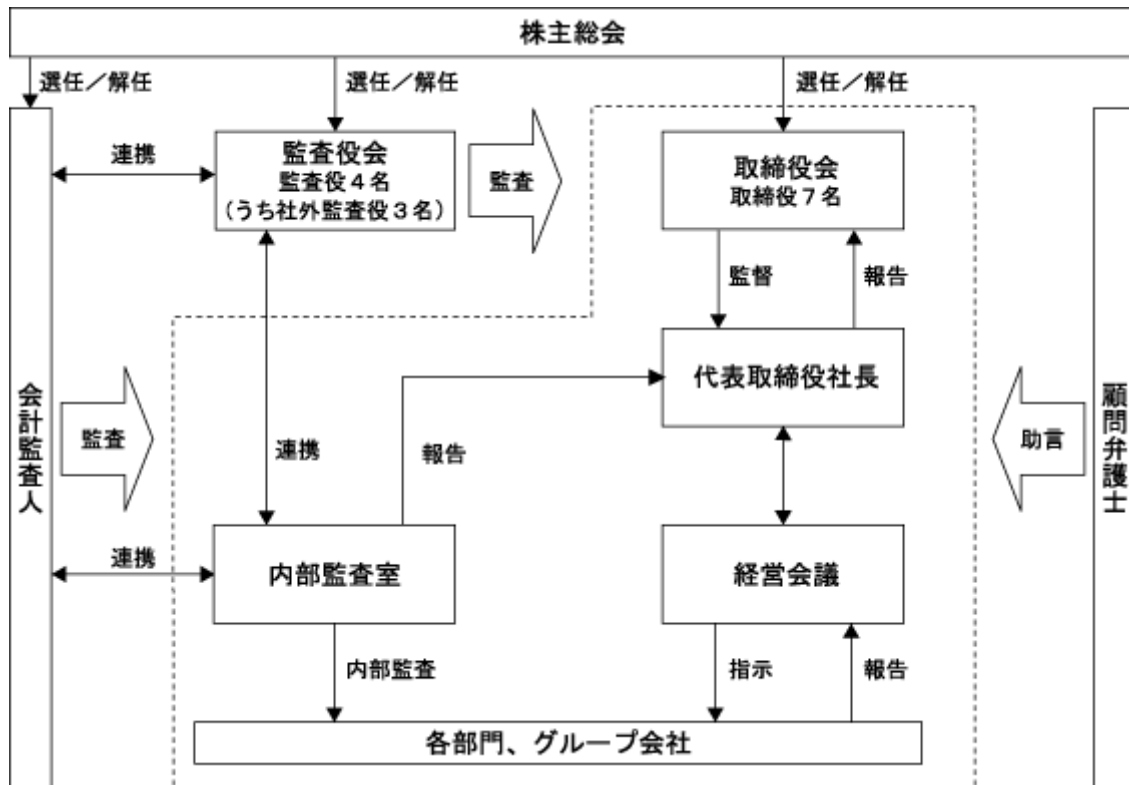 株主総会
選任／解任
選任／解任
選任／解任
連携
監査役会
監査役４名
（うち社外監査役３名）
監査
取締役会
取締役７名
監督
報告
代表取締役社長
会計監査人
監査
連携
報告
助言
顧問弁護士
連携
内部監査室
経営会議
内部監査
指示
報告
各部門、グループ会社